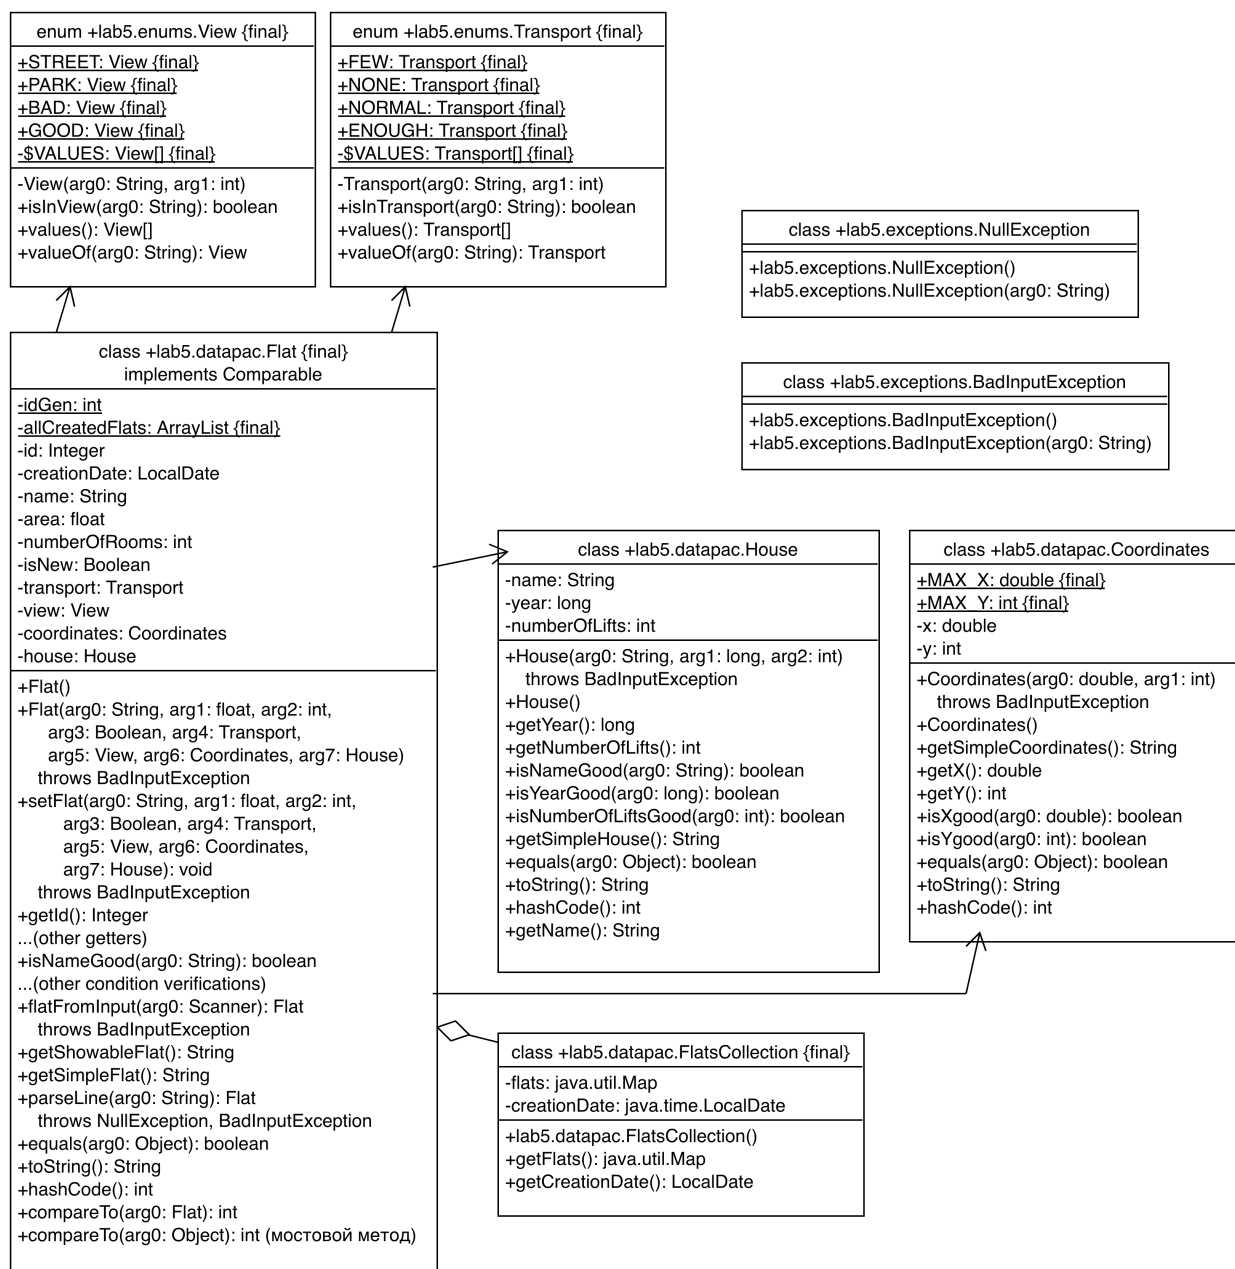 enum +lab5.enums.View {final}
+STREET: View {final}
+PARK: View {final}
+BAD: View {final}
+GOOD: View {final}
-$VALUES: View[] {final}
-View(arg0: String, arg1: int)
+isInView(arg0: String): boolean
+values(): View[]
+valueOf(arg0: String): View
enum +lab5.enums.Transport {final}
+FEW: Transport {final}
+NONE: Transport {final}
+NORMAL: Transport {final}
+ENOUGH: Transport {final}
-$VALUES: Transport[] {final}
-Transport(arg0: String, arg1: int)
+isInTransport(arg0: String): boolean
+values(): Transport[]
+valueOf(arg0: String): Transport
class +lab5.exceptions.NullException
+lab5.exceptions.NullException()
+lab5.exceptions.NullException(arg0: String)
class +lab5.exceptions.BadInputException
+lab5.exceptions.BadInputException()
+lab5.exceptions.BadInputException(arg0: String)
class +lab5.datapac.Flat {final}
implements Comparable
-idGen: int
-allCreatedFlats: ArrayList {final}
-id: Integer
-creationDate: LocalDate
-name: String
-area: float
-numberOfRooms: int
-isNew: Boolean
-transport: Transport
-view: View
-coordinates: Coordinates
-house: House
+Flat()
+Flat(arg0: String, arg1: float, arg2: int,
arg3: Boolean, arg4: Transport,
arg5: View, arg6: Coordinates, arg7: House)
throws BadInputException
+setFlat(arg0: String, arg1: float, arg2: int,
arg3: Boolean, arg4: Transport,
arg5: View, arg6: Coordinates,
arg7: House): void
throws BadInputException
+getId(): Integer
...(other getters)
+isNameGood(arg0: String): boolean
...(other condition verifications)
+flatFromInput(arg0: Scanner): Flat
throws BadInputException
+getShowableFlat(): String
+getSimpleFlat(): String
+parseLine(arg0: String): Flat
throws NullException, BadInputException
+equals(arg0: Object): boolean
+toString(): String
+hashCode(): int
+compareTo(arg0: Flat): int
+compareTo(arg0: Object): int (мостовой метод)
class +lab5.datapac.House
-name: String
-year: long
-numberOfLifts: int
+House(arg0: String, arg1: long, arg2: int)
throws BadInputException
+House()
+getYear(): long
+getNumberOfLifts(): int
+isNameGood(arg0: String): boolean
+isYearGood(arg0: long): boolean
+isNumberOfLiftsGood(arg0: int): boolean
+getSimpleHouse(): String
+equals(arg0: Object): boolean
+toString(): String
+hashCode(): int
+getName(): String
class +lab5.datapac.Coordinates
+MAX_X: double {final}
+MAX_Y: int {final}
-x: double
-y: int
+Coordinates(arg0: double, arg1: int)
throws BadInputException
+Coordinates()
+getSimpleCoordinates(): String
+getX(): double
+getY(): int
+isXgood(arg0: double): boolean
+isYgood(arg0: int): boolean
+equals(arg0: Object): boolean
+toString(): String
+hashCode(): int
class +lab5.datapac.FlatsCollection {final}
-flats: java.util.Map
-creationDate: java.time.LocalDate
+lab5.datapac.FlatsCollection()
+getFlats(): java.util.Map
+getCreationDate(): LocalDate